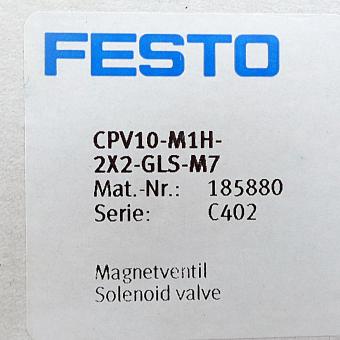 FESTO
CPV10-M1H-
2X2-GLS-M7
Mat.-Nr.: 185880
Serie: C402
Magnetventil
Solenoid valve